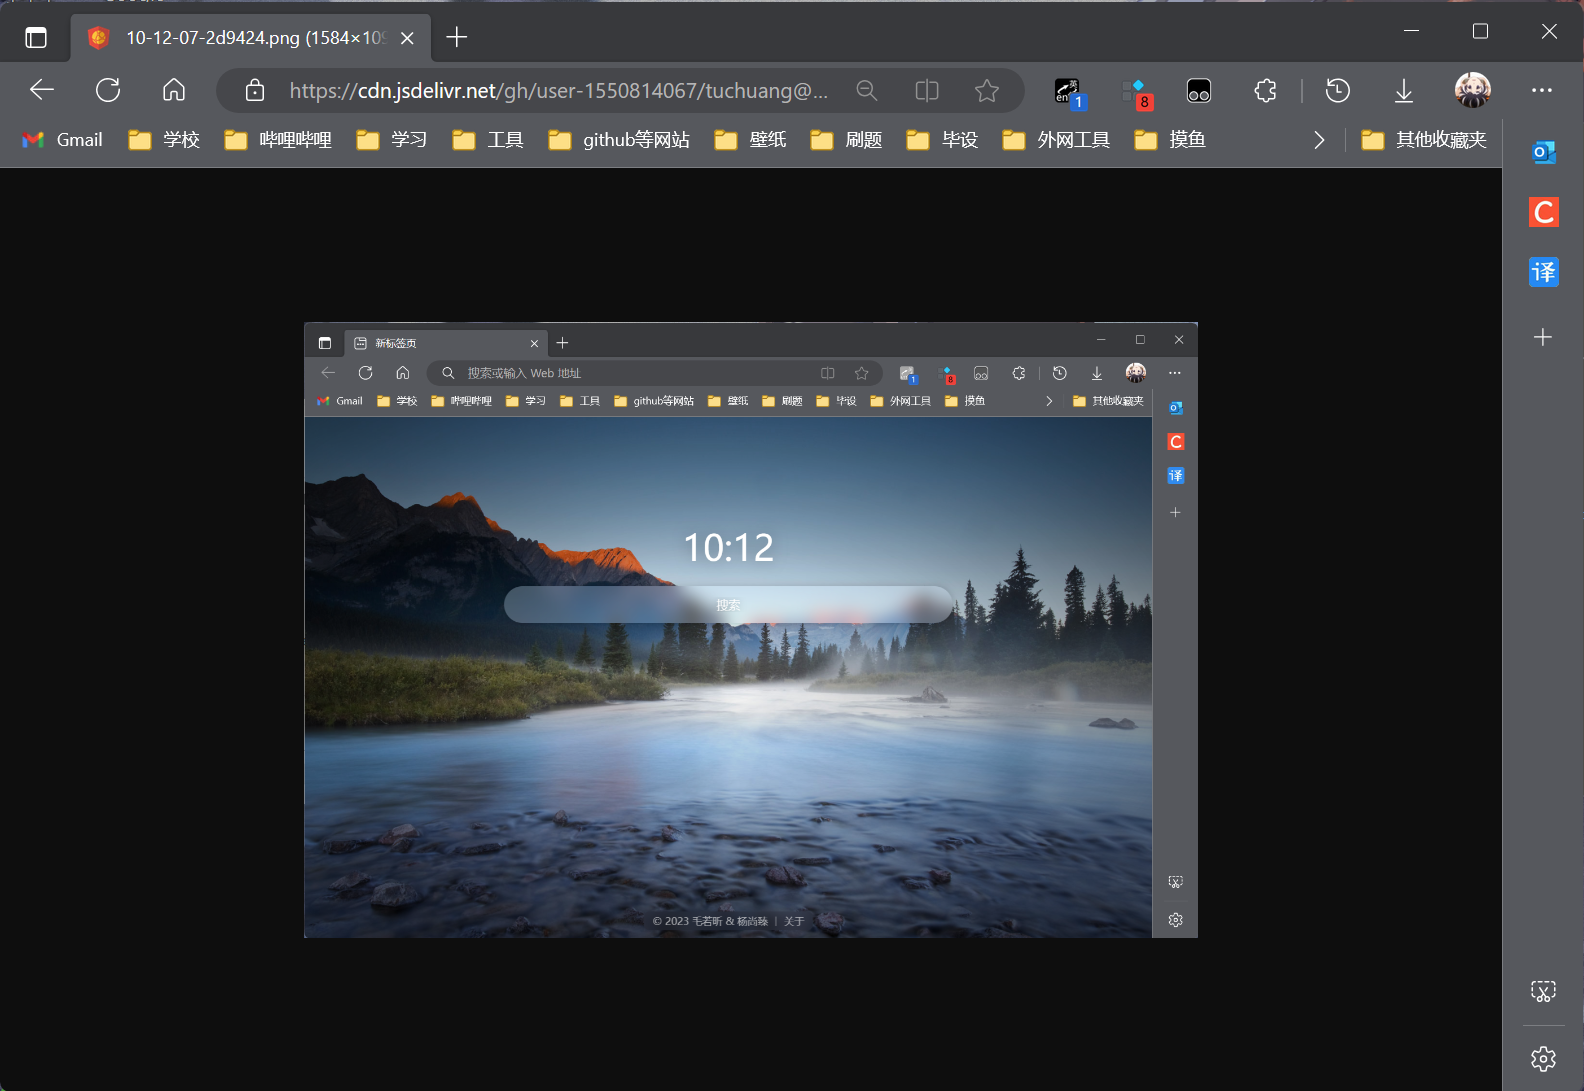 10-12-07-2d9424.png (1584×109
https://cdn.jsdelivr.net/gh/user-1550814067/tuchuang@...
en 英 1
8
Gmail 学校 哔哩哔哩 学习 工具 github等网站 壁纸 刷题 毕设 外网工具 摸鱼 其他收藏夹
C
译
新标签页
搜索或输入 Web 地址
1
8
Gmail 学校 哔哩哔哩 学习 工具 github等网站 壁纸 刷题 毕设 外网工具 摸鱼 其他收藏夹
C
译
10:12
搜索
© 2023 毛若昕 & 杨尚臻 | 关于